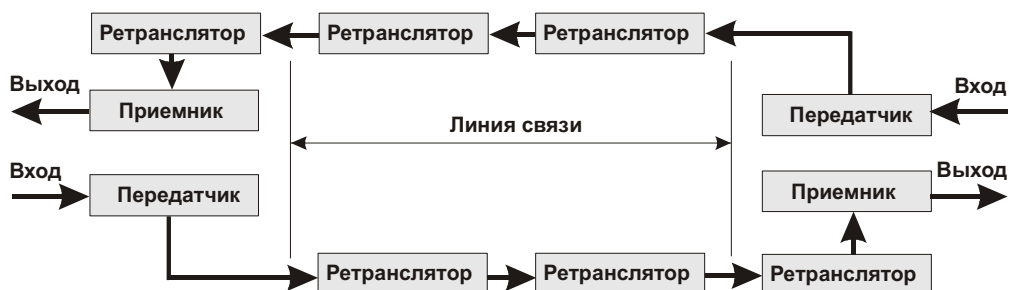 Ретранслятор Ретранслятор Ретранслятор
Выход Приемник Передатчик Вход
Линия связи
Вход Передатчик Приемник Выход
Ретранслятор Ретранслятор Ретранслятор